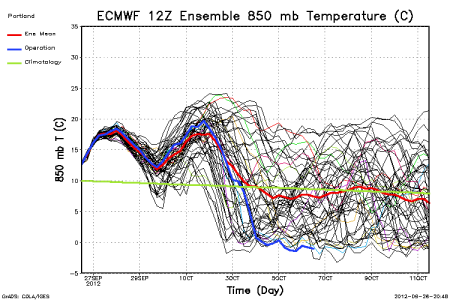 ECMWF 12Z Ensemble 850 mb Temperature (C)
Portland
Ens Mean
Operation
Climatology
850 mb T (C)
35
30
25
20
15
10
5
0
-5
27SEP 29SEP 1OCT 3OCT 5OCT 7OCT 9OCT 11OCT
2012
Time (Day)
GrADS: COLA/IGES
2012-09-26-20:48